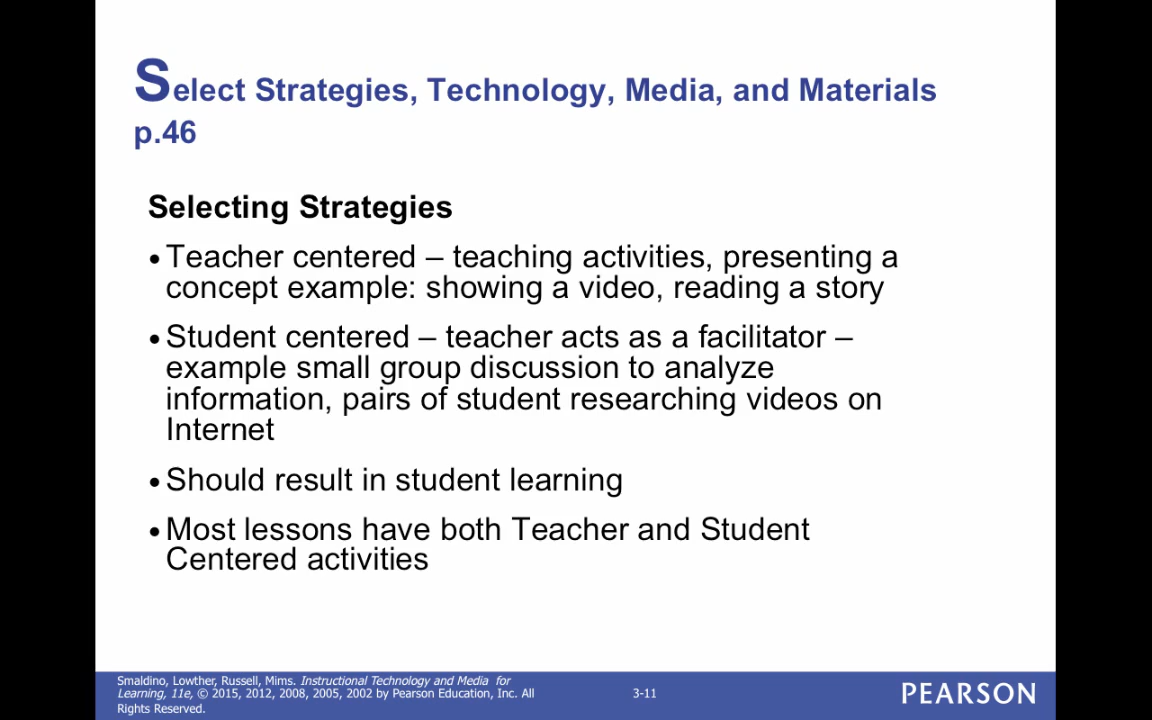 Select Strategies, Technology, Media, and Materials
p.46
Selecting Strategies
• Teacher centered – teaching activities, presenting a
concept example: showing a video, reading a story
• Student centered – teacher acts as a facilitator –
example small group discussion to analyze
information, pairs of student researching videos on
Internet
• Should result in student learning
• Most lessons have both Teacher and Student
Centered activities
Smaldino, Lowther, Russell, Mims. Instructional Technology and Media for
Learning, 11e, © 2015, 2012, 2008, 2005, 2002 by Pearson Education, Inc. All
Rights Reserved.
3-11
PEARSON